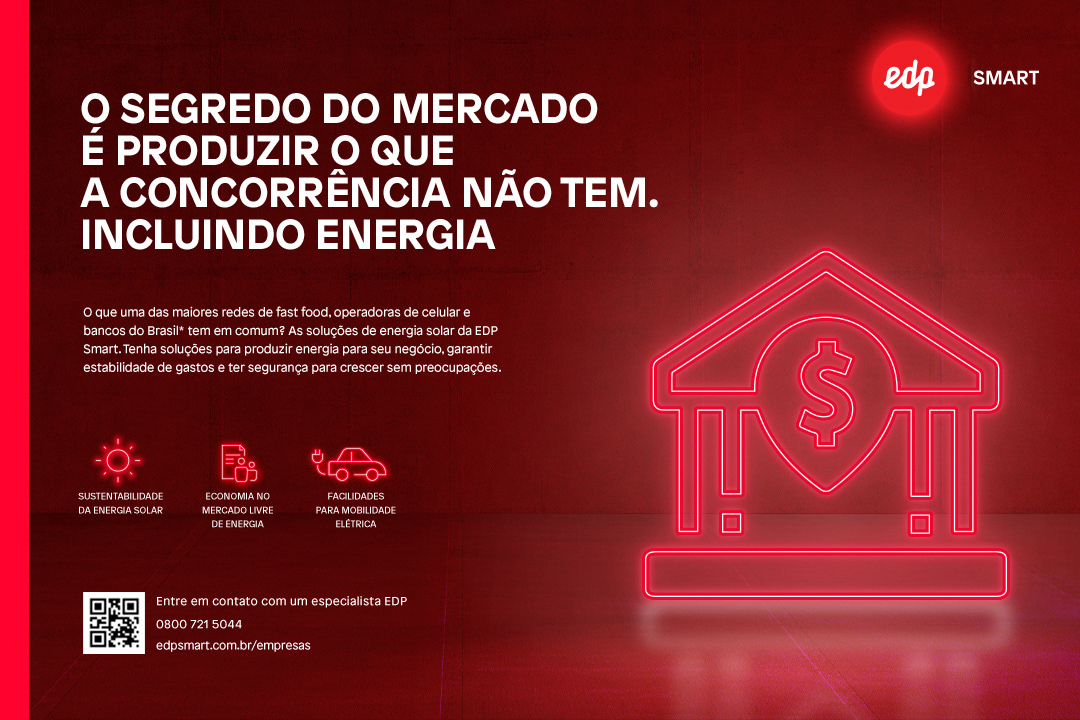 edp
SMART
O SEGREDO DO MERCADO
É PRODUZIR O QUE
A CONCORRÊNCIA NÃO TEM.
INCLUINDO ENERGIA
O que uma das maiores redes de fast food, operadoras de celular e
bancos do Brasil* tem em comum? As soluções de energia solar da EDP
Smart. Tenha soluções para produzir energia para seu negócio, garantir
estabilidade de gastos e ter segurança para crescer sem preocupações.
SUSTENTABILIDADE
DA ENERGIA SOLAR
ECONOMIA NO
MERCADO LIVRE
DE ENERGIA
FACILIDADES
PARA MOBILIDADE
ELÉTRICA
Entre em contato com um especialista EDP
0800 721 5044
edpsmart.com.br/empresas
$